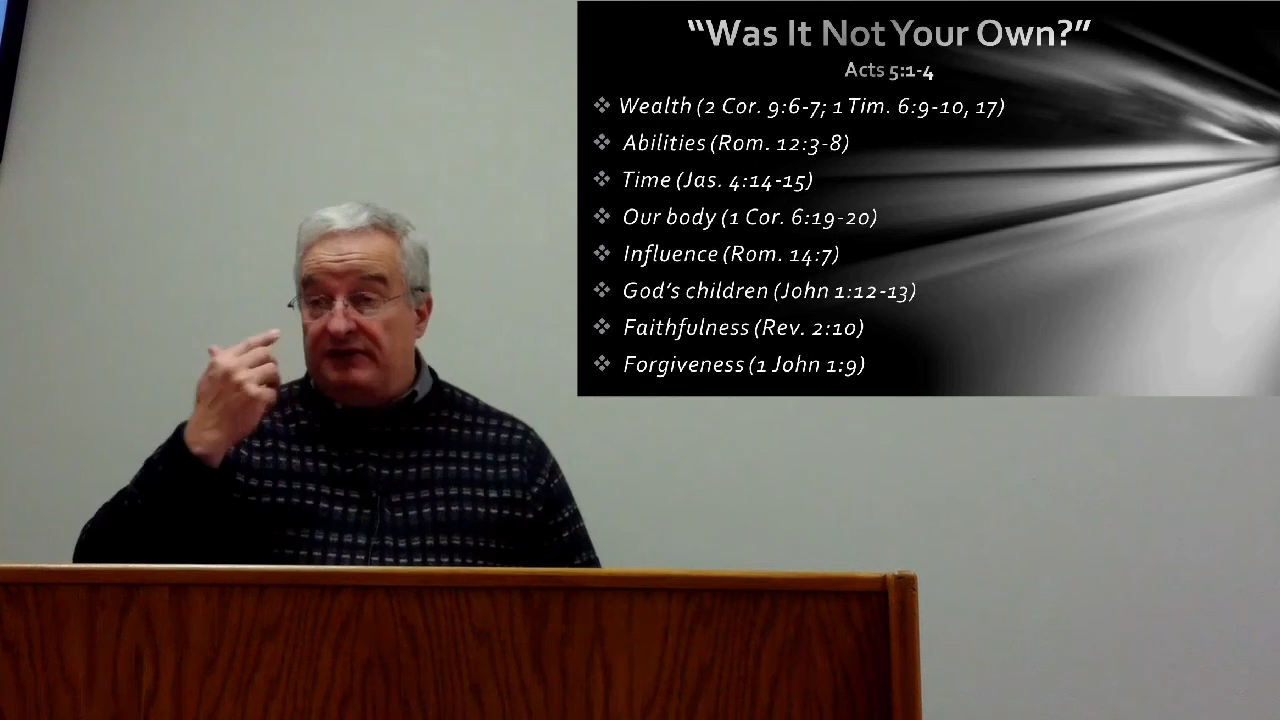 “Was It Not Your Own?”
Acts 5:1-4
❖ Wealth (2 Cor. 9:6-7; 1 Tim. 6:9-10, 17)
❖ Abilities (Rom. 12:3-8)
❖ Time (Jas. 4:14-15)
❖ Our body (1 Cor. 6:19-20)
❖ Influence (Rom. 14:7)
❖ God’s children (John 1:12-13)
❖ Faithfulness (Rev. 2:10)
❖ Forgiveness (1 John 1:9)